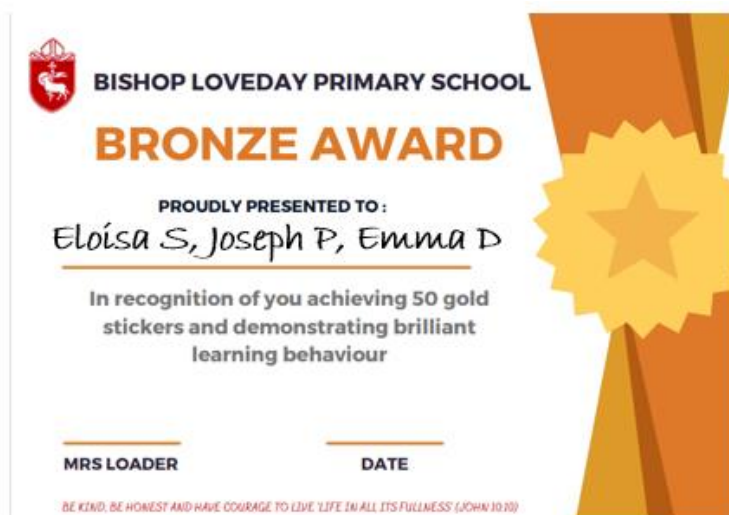 BISHOP LOVEDAY PRIMARY SCHOOL
BRONZE AWARD
PROUDLY PRESENTED TO :
Eloisa S, Joseph P, Emma D
In recognition of you achieving 50 gold
stickers and demonstrating brilliant
learning behaviour
MRS LOADER DATE
BE KIND, BE HONEST AND HAVE COURAGE TO LIVE 'LIFE IN ALL ITS FULLNESS' (JOHN 10:10)